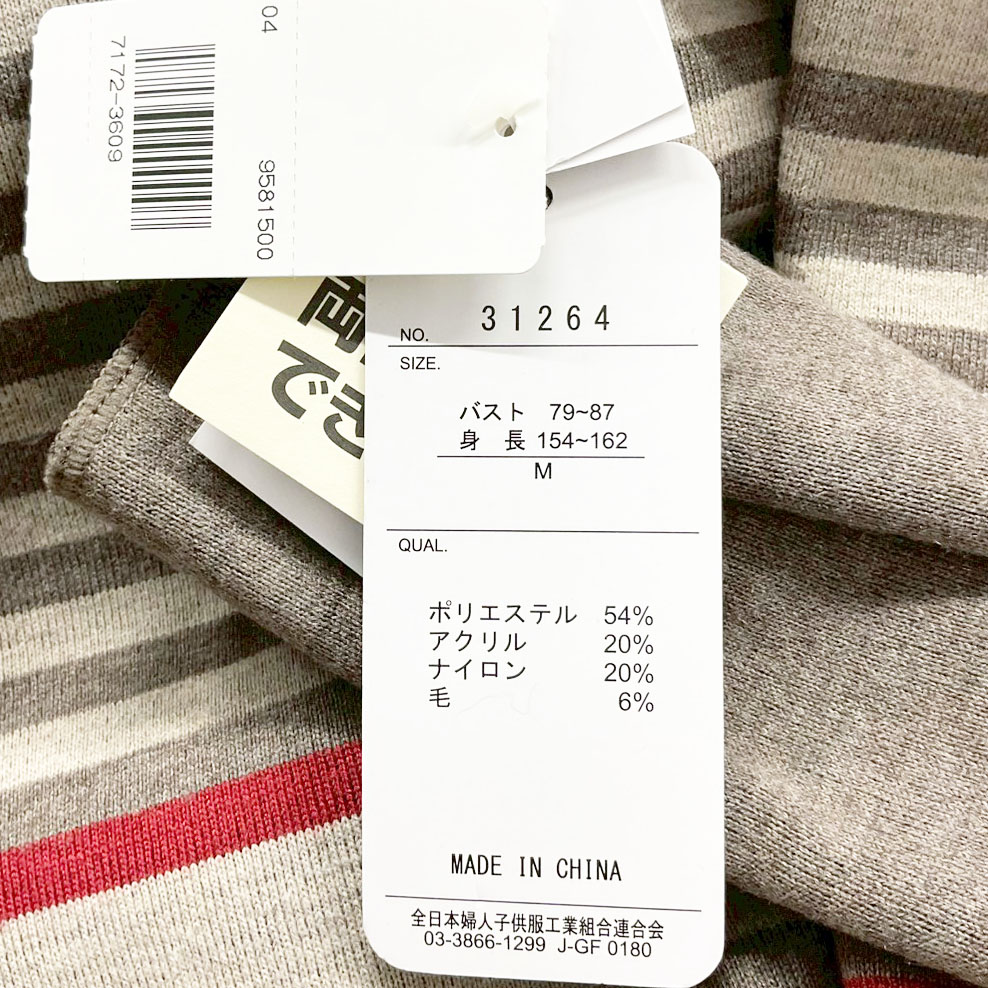 04
9581500
7172-3609
両
でき
NO. 31264
SIZE.
バスト 79~87
身 長 154~162
M
QUAL.
ポリエステル 54%
アクリル 20%
ナイロン 20%
毛 6%
MADE IN CHINA
全日本婦人子供服工業組合連合会
03-3866-1299 J-GF 0180